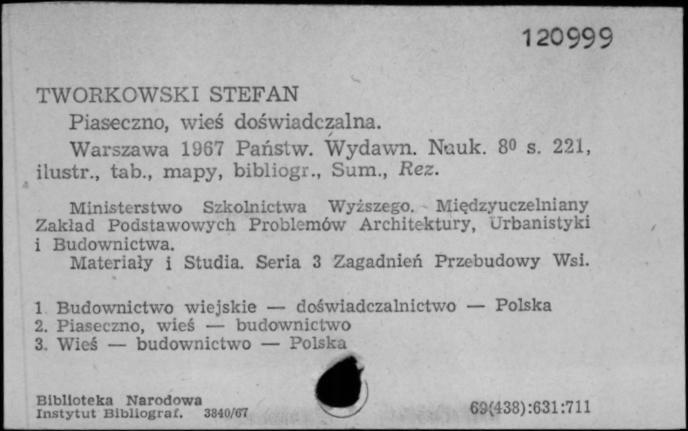 120999
TWORKOWSKI STEFAN
Piaseczno, wieś doświadczalna.
Warszawa 1967 Państw. Wydawn. Nauk. 8⁰ s. 221,
ilustr., tab., mapy, bibliogr., Sum., Rez.
Ministerstwo Szkolnictwa Wyższego. Międzyuczelniany
Zakład Podstawowych Problemów Architektury, Urbanistyki
i Budownictwa.
Materiały i Studia. Seria 3 Zagadnień Przebudowy Wsi.
1 Budownictwo wiejskie — doświadczalnictwo — Polska
2. Piaseczno, wieś — budownictwo
3. Wieś — budownictwo — Polska
Biblioteka Narodowa
Instytut Bibliograf. 3840/67 69(438):631:711